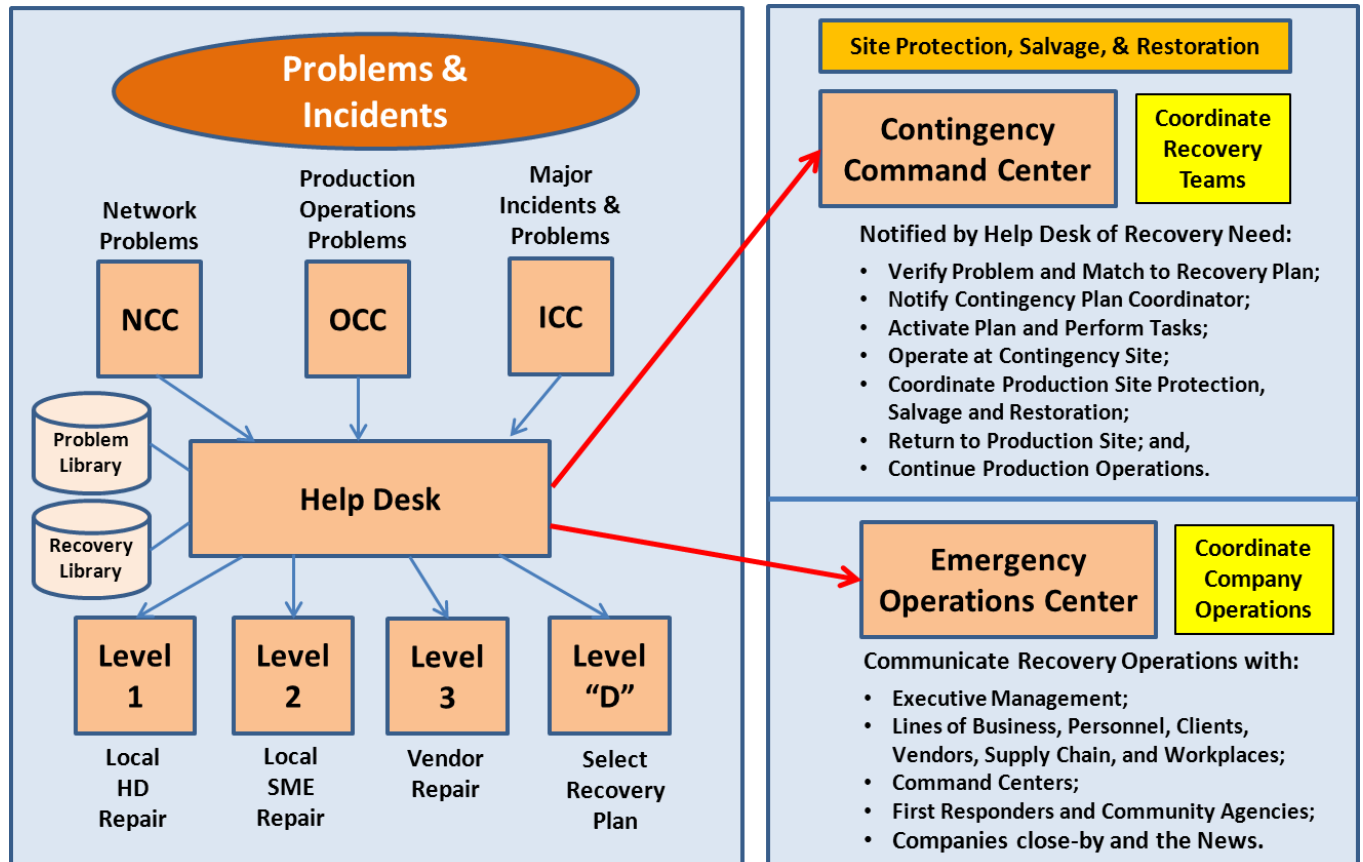 Problems &
Incidents
Network
Problems
Production
Operations
Problems
Major
Incidents &
Problems
NCC
OCC
ICC
Problem
Library
Recovery
Library
Help Desk
Level
1
Level
2
Level
3
Level
“D”
Local
HD
Repair
Local
SME
Repair
Vendor
Repair
Select
Recovery
Plan
Site Protection, Salvage, & Restoration
Contingency
Command Center
Coordinate
Recovery
Teams
Notified by Help Desk of Recovery Need:
• Verify Problem and Match to Recovery Plan;
• Notify Contingency Plan Coordinator;
• Activate Plan and Perform Tasks;
• Operate at Contingency Site;
• Coordinate Production Site Protection,
Salvage and Restoration;
• Return to Production Site; and,
• Continue Production Operations.
Emergency
Operations Center
Coordinate
Company
Operations
Communicate Recovery Operations with:
• Executive Management;
• Lines of Business, Personnel, Clients,
Vendors, Supply Chain, and Workplaces;
• Command Centers;
• First Responders and Community Agencies;
• Companies close-by and the News.